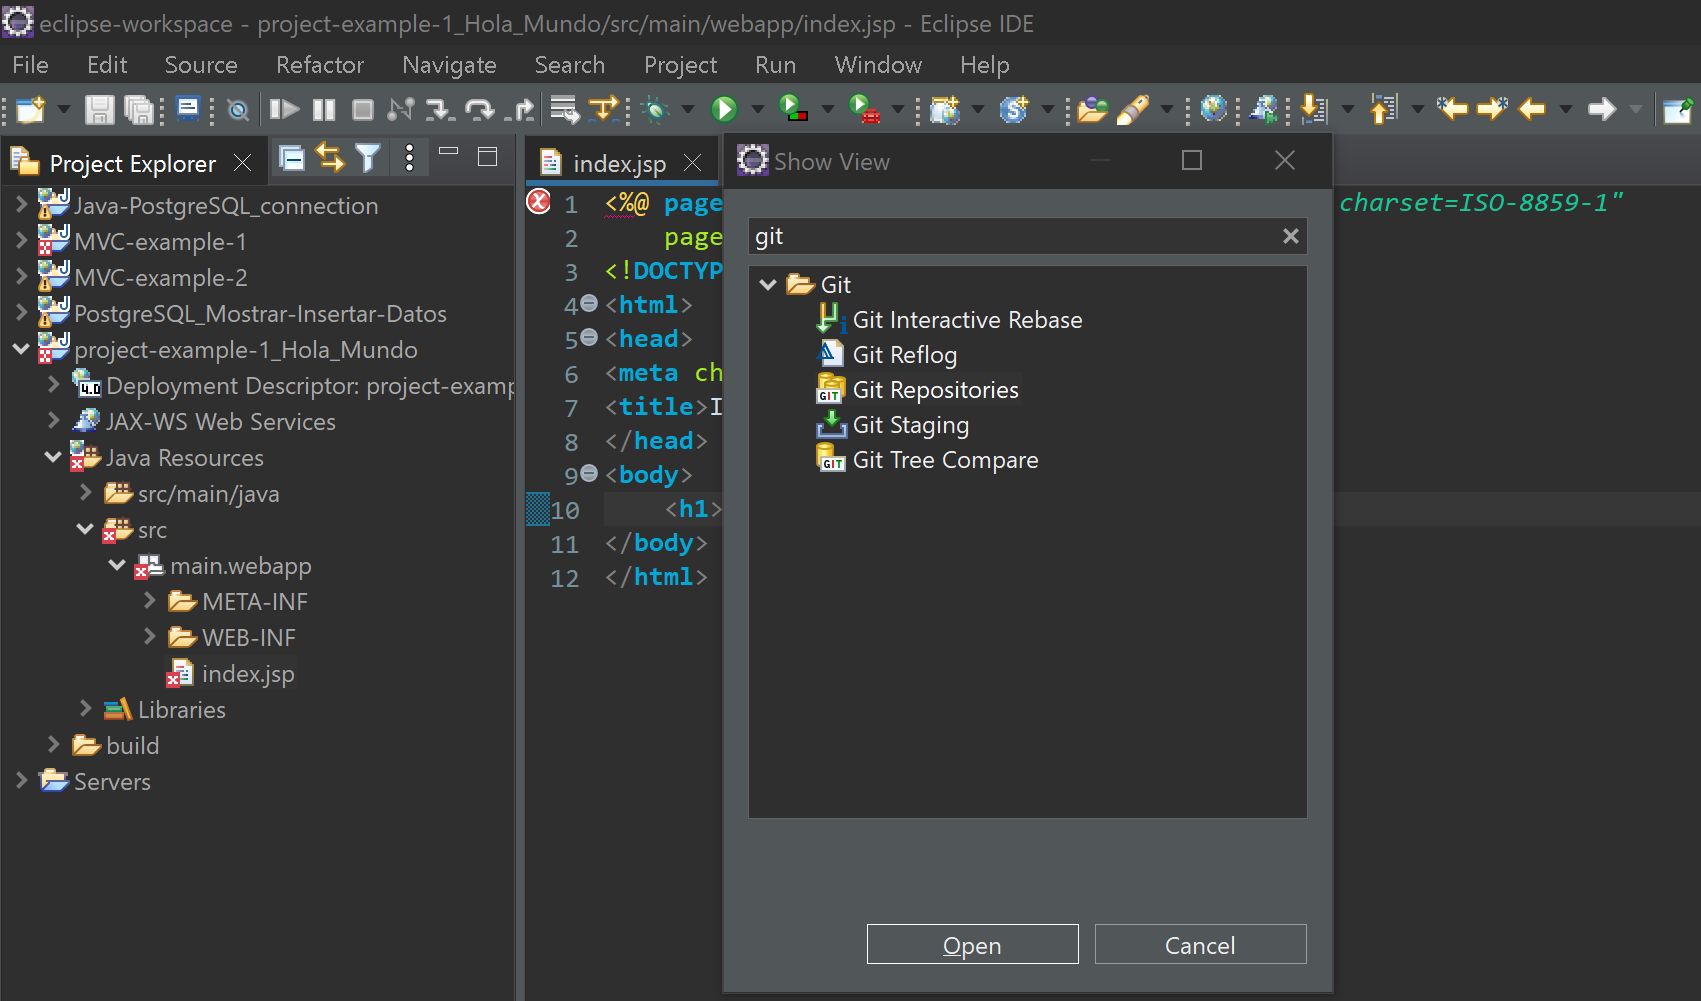 eclipse-workspace - project-example-1_Hola_Mundo/src/main/webapp/index.jsp - Eclipse IDE
File Edit Source Refactor Navigate Search Project Run Window Help
Project Explorer
Java-PostgreSQL_connection
MVC-example-1
MVC-example-2
PostgreSQL_Mostrar-Insertar-Datos
project-example-1_Hola_Mundo
4.0 Deployment Descriptor: project-examp
JAX-WS Web Services
Java Resources
src/main/java
src
main.webapp
META-INF
WEB-INF
index.jsp
Libraries
build
Servers
index.jsp
1 <%@ page charset=ISO-8859-1"
2 page
3 <!DOCTYP
4 <html>
5 <head>
6 <meta ch
7 <title>I
8 </head>
9 <body>
10 <h1>
11 </body>
12 </html>
Show View
git
Git
Git Interactive Rebase
Git Reflog
GIT Git Repositories
Git Staging
GIT Git Tree Compare
Open Cancel